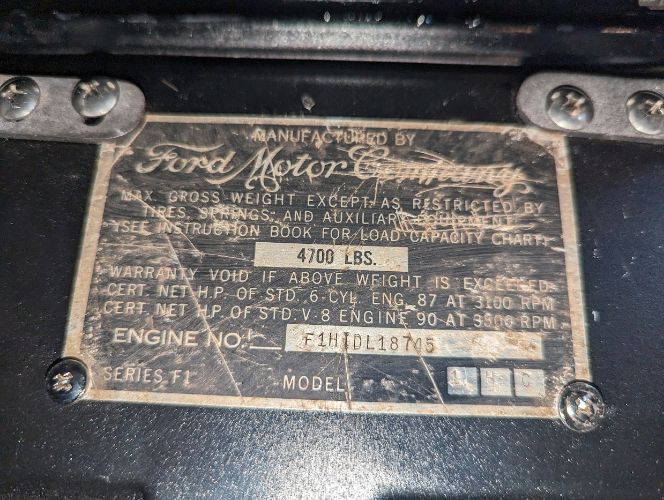 MANUFACTURED BY
Ford Motor Company
MAX. GROSS WEIGHT EXCEPT AS RESTRICTED BY
TIRES, SPRINGS, AND AUXILIARY EQUIPMENT
(SEE INSTRUCTION BOOK FOR LOAD CAPACITY CHART)
4700 LBS.
WARRANTY VOID IF ABOVE WEIGHT IS EXCEEDED
CERT. NET H.P. OF STD. 6-CYL. ENG. 87 AT 3100 RPM
CERT. NET H.P. OF STD. V-8 ENGINE 90 AT 3500 RPM
ENGINE NO. F1HTDL18745
SERIES F1 MODEL